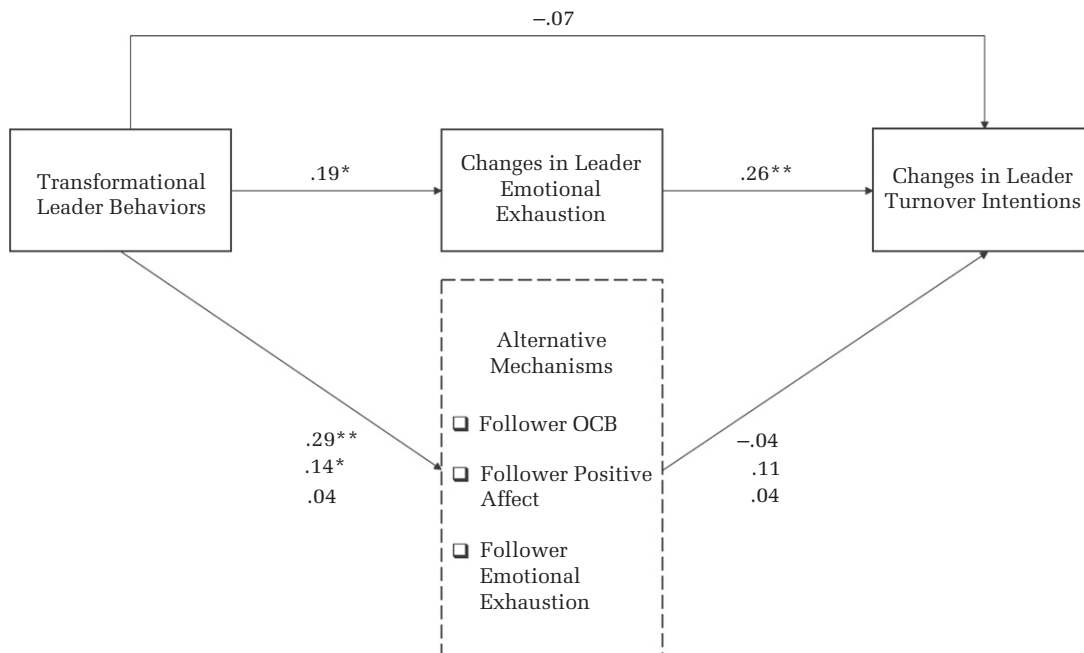 −.07
Transformational
Leader Behaviors
.19*
Changes in Leader
Emotional
Exhaustion
.26**
Changes in Leader
Turnover Intentions
Alternative
Mechanisms
❑ Follower OCB
❑ Follower Positive
Affect
❑ Follower
Emotional
Exhaustion
.29**
.14*
.04
−.04
.11
.04